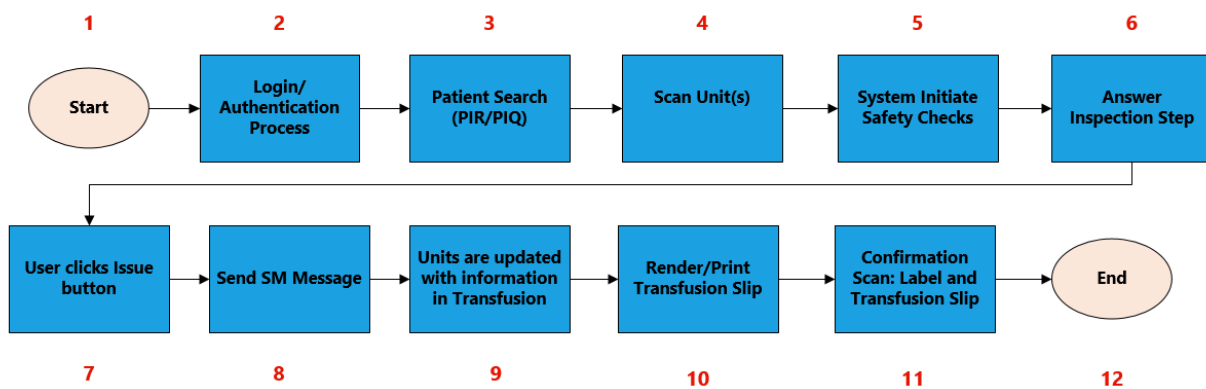 1
2
3
4
5
6
Start
Login/
Authentication
Process
Patient Search
(PIR/PIQ)
Scan Unit(s)
System Initiate
Safety Checks
Answer
Inspection Step
User clicks Issue
button
Send SM Message
Units are updated
with information
in Transfusion
Render/Print
Transfusion Slip
Confirmation
Scan: Label and
Transfusion Slip
End
7
8
9
10
11
12